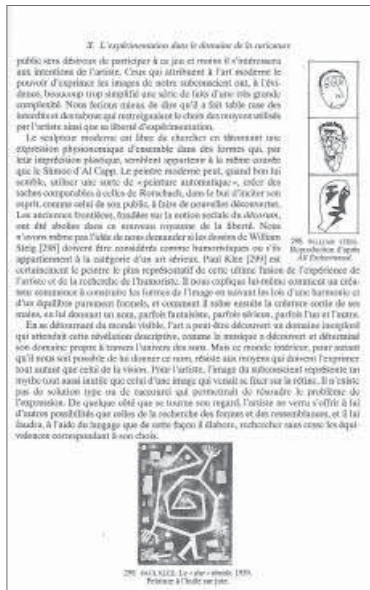 X. L'expérimentation dans le domaine de la caricature
public sera désireux de participer à ce jeu et moins il s'intéressera
aux intentions de l'artiste. Ceux qui attribuent à l'art moderne le
pouvoir d'exprimer les images de notre subconscient ont, à l'évi-
dence, beaucoup trop simplifié une série de faits d'une très grande
complexité. Nous ferions mieux de dire qu'il a fait table rase des
interdits et des tabous qui restreignaient le choix des moyens utilisés
par l'artiste ainsi que sa liberté d'expérimentation.
Le sculpteur moderne est libre de chercher en tâtonnant une
expression physionomique d'ensemble dans des formes qui, par
leur imprécision plastique, semblent appartenir à la même couvée
que le Shmoo d'Al Capp. Le peintre moderne peut, quand bon lui
semble, utiliser une sorte de « peinture automatique », créer des
taches comparables à celles de Rorschach, dans le but d'inciter son
esprit, comme celui de son public, à faire de nouvelles découvertes.
Les anciennes frontières, fondées sur la notion sociale du décorum,
ont été abolies dans ce nouveau royaume de la liberté. Nous
n'avons même pas l'idée de nous demander si les dessins de William
Steig [298] doivent être considérés comme humoristiques ou s'ils
appartiennent à la catégorie d'un art sérieux. Paul Klee [299] est
certainement le peintre le plus représentatif de cette ultime fusion de l'expérience de
l'artiste et de la recherche de l'humoriste. Il nous explique lui-même comment un créa-
teur commence à construire les formes de l'image en suivant les lois d'une harmonie et
d'un équilibre purement formels, et comment il salue ensuite la créature sortie de ses
mains, en lui donnant un nom, parfois fantaisiste, parfois sérieux, parfois l'un et l'autre.
En se détournant du monde visible, l'art a peut-être découvert un domaine inexploré
qui attendait cette révélation descriptive, comme la musique a découvert et déterminé
son domaine propre à travers l'univers des sons. Mais ce monde intérieur, pour autant
qu'il nous soit possible de lui donner ce nom, résiste aux moyens qui doivent l'exprimer
tout autant que celui de la vision. Pour l'artiste, l'image du subconscient représente un
mythe tout aussi inutile que celui d'une image qui venait se fixer sur la rétine. Il n'existe
pas de solution type ou de raccourci qui permettrait de résoudre le problème de
l'expression. De quelque côté que se tourne son regard, l'artiste ne verra s'offrir à lui
d'autres possibilités que celles de la recherche des formes et des ressemblances, et il lui
faudra, à l'aide du langage que de cette façon il élabore, rechercher sans cesse les équi-
valences correspondant à son choix.
298. WILLIAM STEIG.
Reproduction d'après
All Embarrassed.
299. PAUL KLEE. Le « dur » timide. 1939.
Peinture à l'huile sur jute.